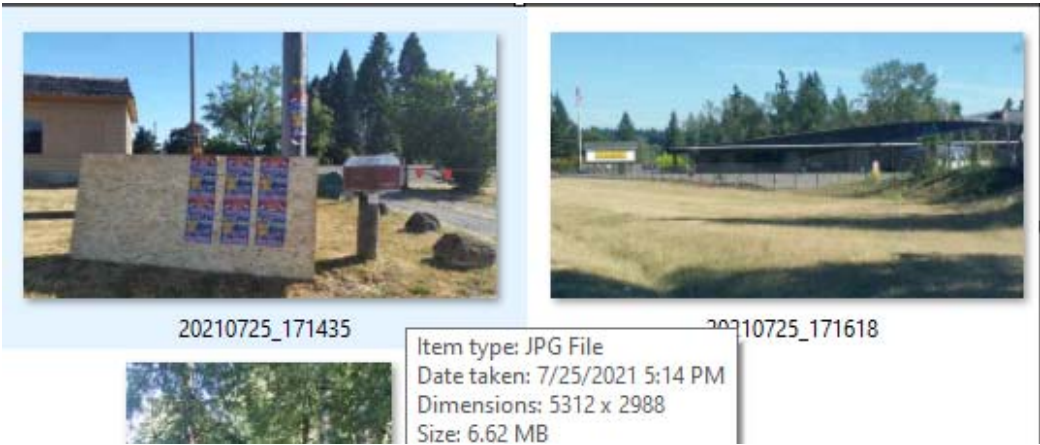 20210725_171435
20210725_171618
Item type: JPG File
Date taken: 7/25/2021 5:14 PM
Dimensions: 5312 x 2988
Size: 6.62 MB